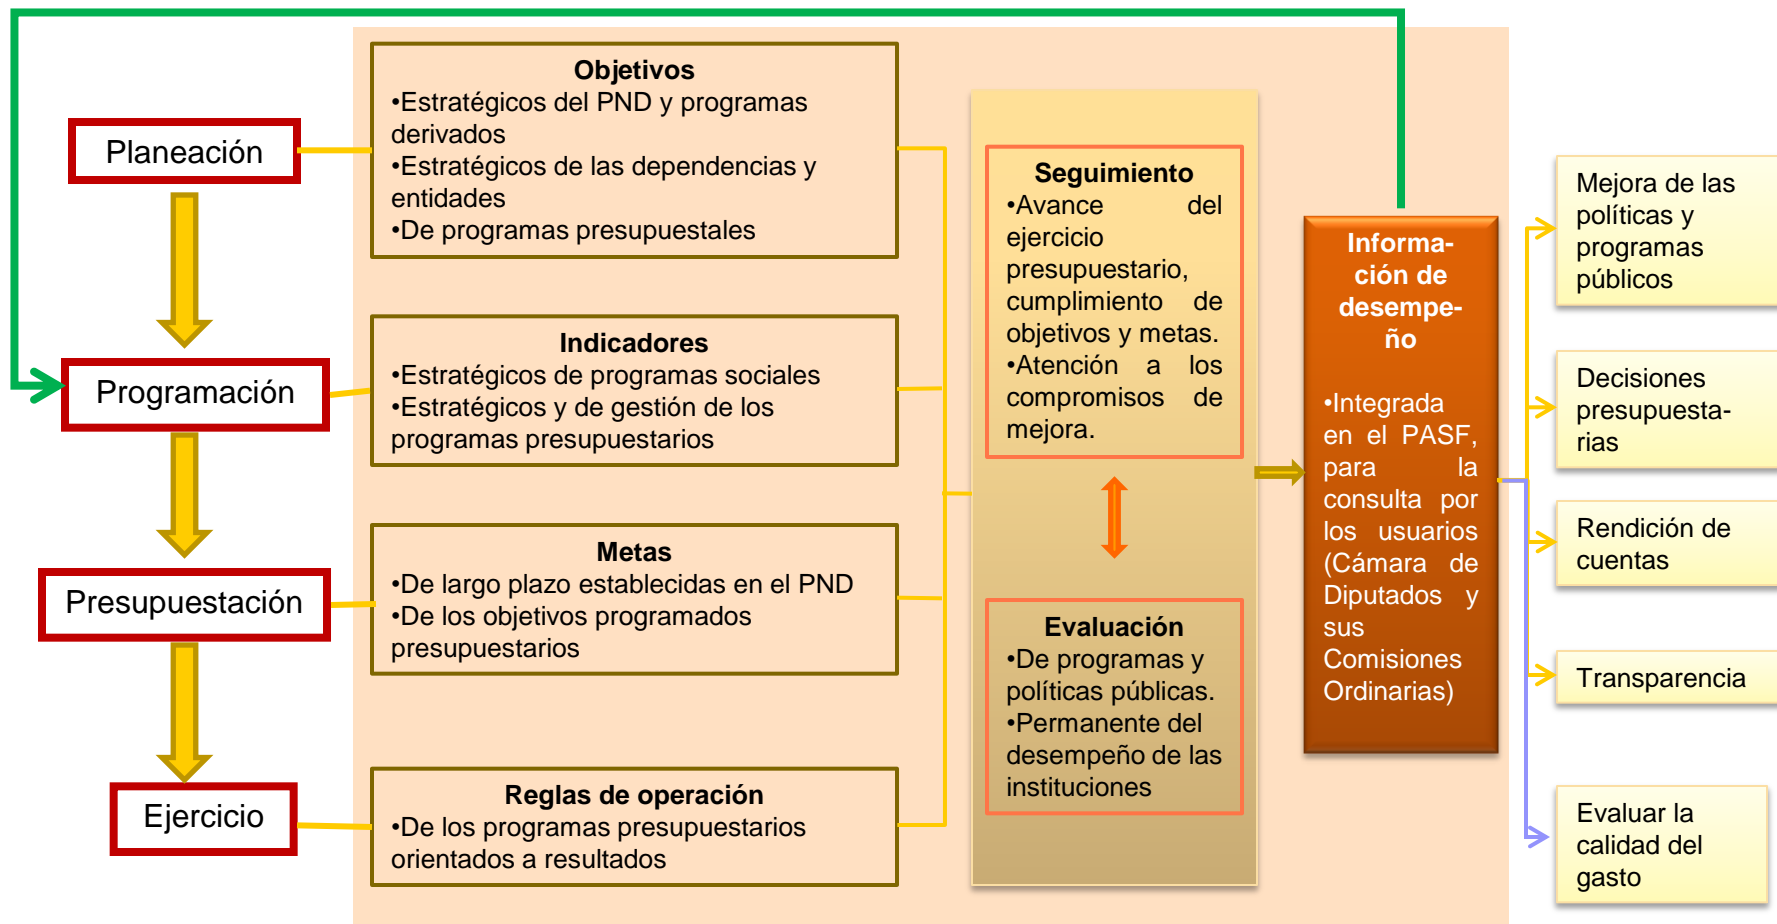 Planeación
Programación
Presupuestación
Ejercicio
Objetivos
•Estratégicos del PND y programas
derivados
•Estratégicos de las dependencias y
entidades
•De programas presupuestales
Indicadores
•Estratégicos de programas sociales
•Estratégicos y de gestión de los
programas presupuestarios
Metas
•De largo plazo establecidas en el PND
•De los objetivos programados
presupuestarios
Reglas de operación
•De los programas presupuestarios
orientados a resultados
Seguimiento
•Avance del
ejercicio
presupuestario,
cumplimiento de
objetivos y metas.
•Atención a los
compromisos de
mejora.
Evaluación
•De programas y
políticas públicas.
•Permanente del
desempeño de las
instituciones
Informa-
ción de
desempe-
ño
•Integrada
en el PASF,
para la
consulta por
los usuarios
(Cámara de
Diputados y
sus
Comisiones
Ordinarias)
Mejora de las
políticas y
programas
públicos
Decisiones
presupuesta-
rias
Rendición de
cuentas
Transparencia
Evaluar la
calidad del
gasto